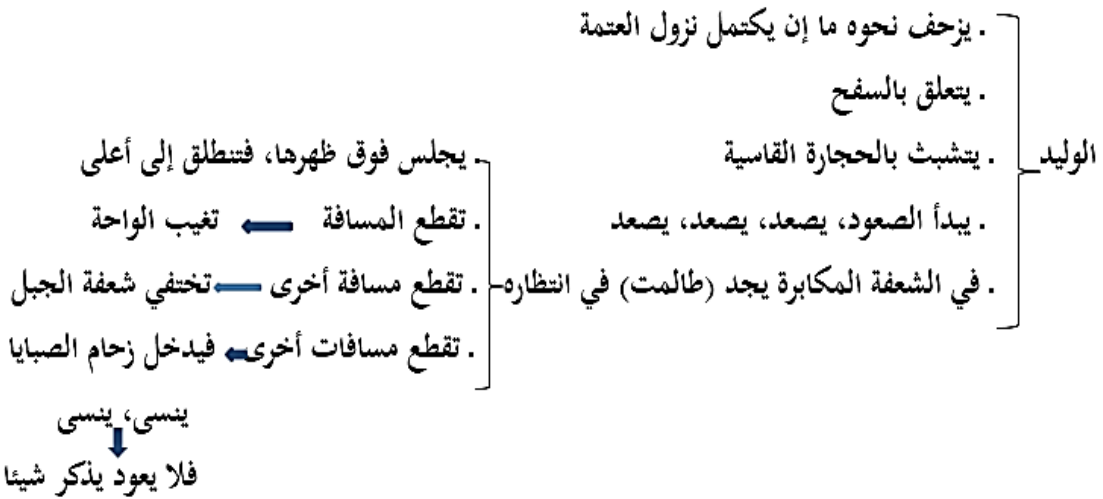 الوليد
. يزحف نحوه ما إن يكتمل نزول العتمة
. يتعلق بالسفح
. يتشبث بالحجارة القاسية
. يبدأ الصعود، يصعد، يصعد، يصعد
. في الشعفة المكابرة يجد (طالمت) في انتظاره
. يجلس فوق ظهرها، فتنطلق إلى أعلى
. تقطع المسافة تغيب الواحة
. تقطع مسافة أخرى تختفي شعفة الجبل
. تقطع مسافات أخرى فيدخل زحام الصبايا
ينسى، ينسى
فلا يعود يذكر شيئا